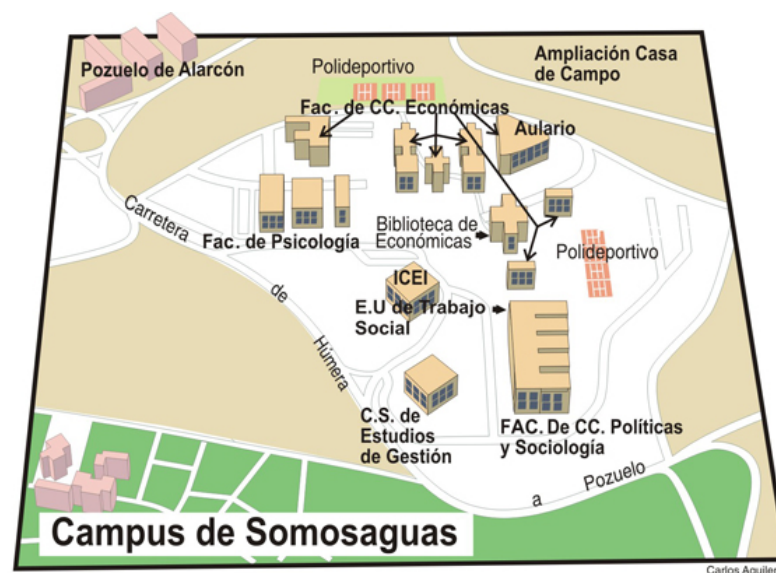 Pozuelo de Alarcón
Polideportivo
Ampliación Casa
de Campo
Fac. de CC. Económicas
Aulario
Carretera
de
Húmera
Fac. de Psicología
Biblioteca de
Económicas
Polideportivo
ICEI
E.U de Trabajo
Social
C.S. de
Estudios
de Gestión
FAC. De CC. Políticas
y Sociología
a
Pozuelo
Campus de Somosaguas
Carlos Aguilera